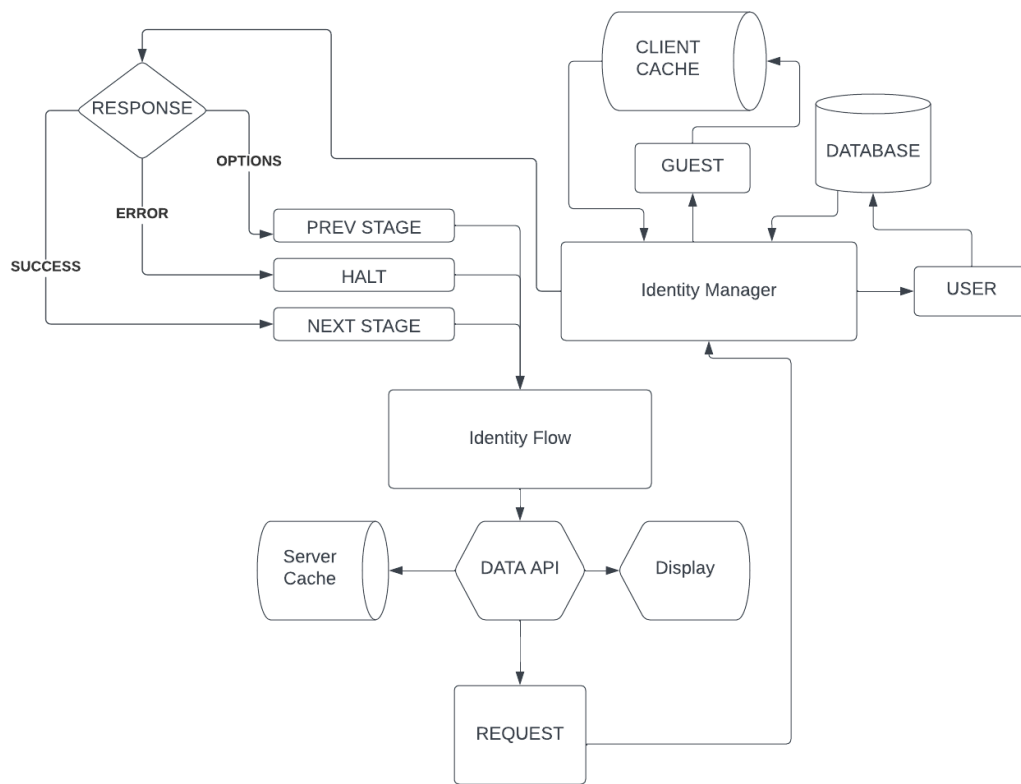 CLIENT
CACHE
RESPONSE
DATABASE
OPTIONS
GUEST
ERROR
PREV STAGE
SUCCESS
HALT
Identity Manager
USER
NEXT STAGE
Identity Flow
Server
Cache
DATA API
Display
REQUEST